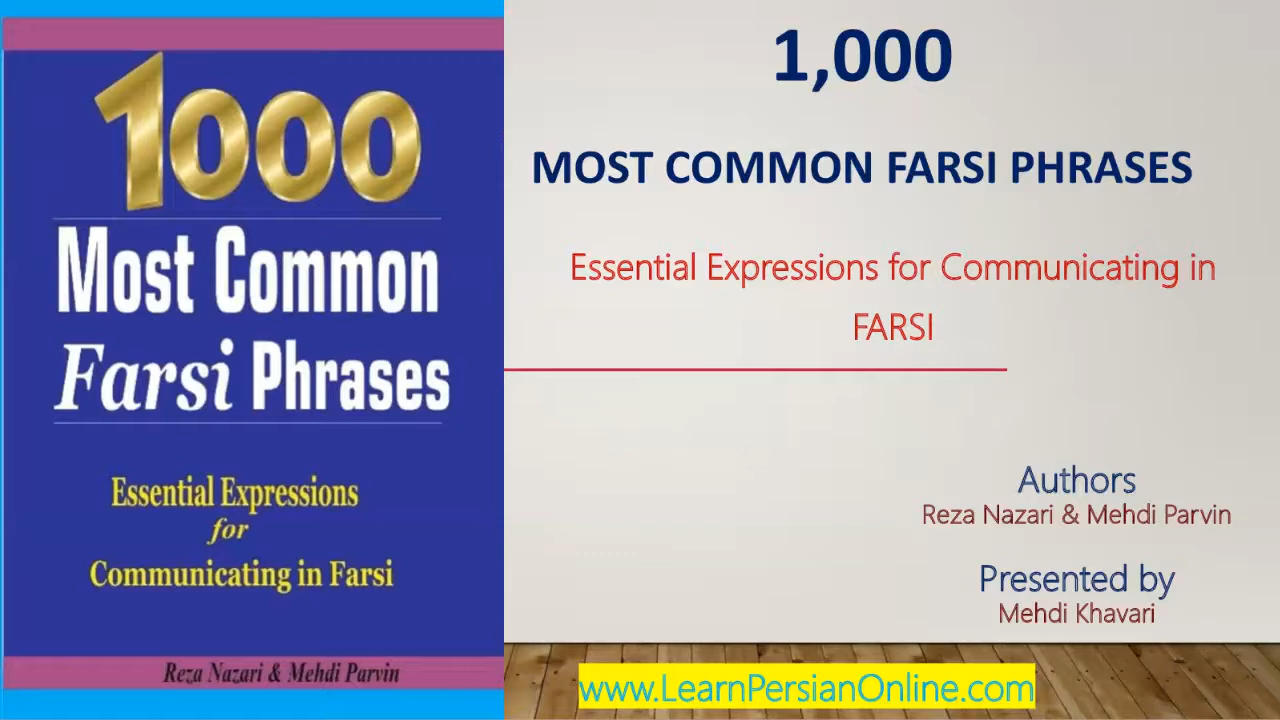 1000
Most Common
Farsi Phrases
Essential Expressions
for
Communicating in Farsi
Reza Nazari & Mehdi Parvin
1,000
MOST COMMON FARSI PHRASES
Essential Expressions for Communicating in
FARSI
Authors
Reza Nazari & Mehdi Parvin
Presented by
Mehdi Khavari
www.LearnPersianOnline.com